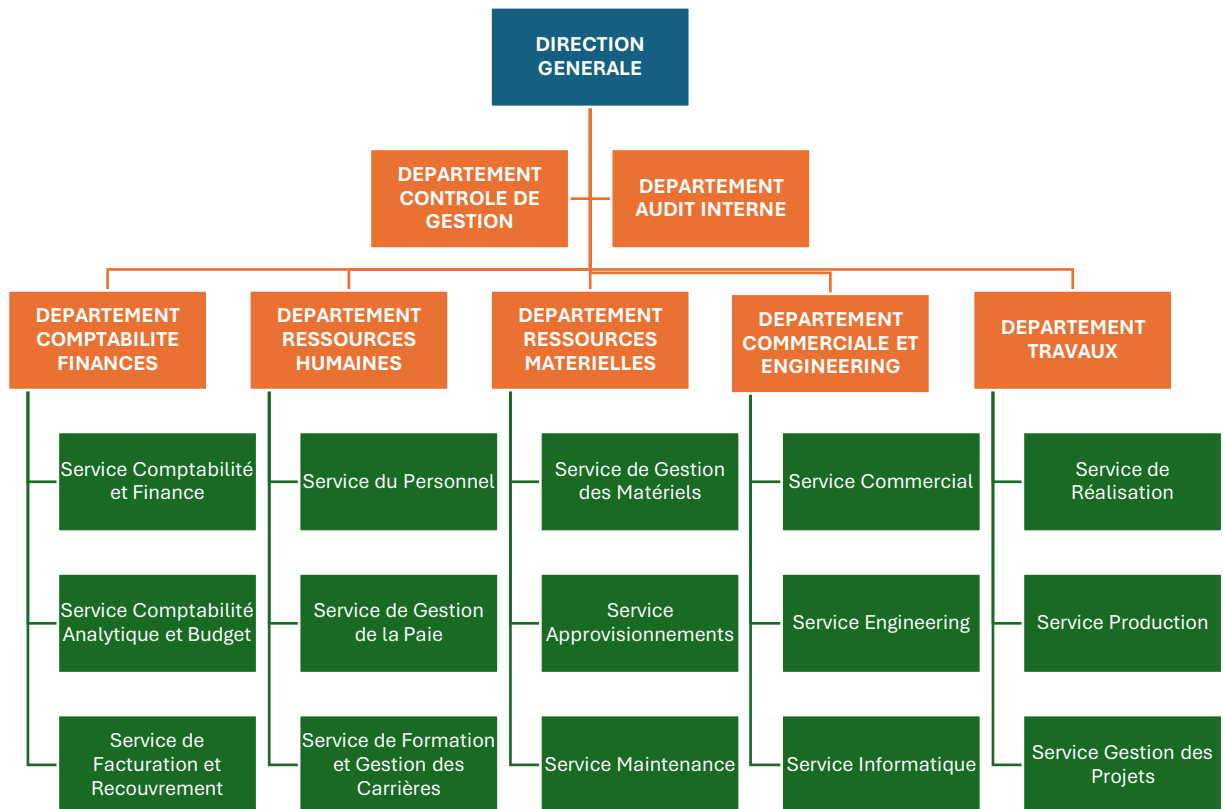 DIRECTION
GENERALE
DEPARTEMENT
CONTROLE DE
GESTION
DEPARTEMENT
AUDIT INTERNE
DEPARTEMENT
COMPTABILITE
FINANCES
DEPARTEMENT
RESSOURCES
HUMAINES
DEPARTEMENT
RESSOURCES
MATERIELLES
DEPARTEMENT
COMMERCIALE ET
ENGINEERING
DEPARTEMENT
TRAVAUX
Service Comptabilité
et Finance
Service du Personnel
Service de Gestion
des Matériels
Service Commercial
Service de
Réalisation
Service Comptabilité
Analytique et Budget
Service de Gestion
de la Paie
Service
Approvisionnements
Service Engineering
Service Production
Service de
Facturation et
Recouvrement
Service de Formation
et Gestion des
Carrières
Service Maintenance
Service Informatique
Service Gestion des
Projets